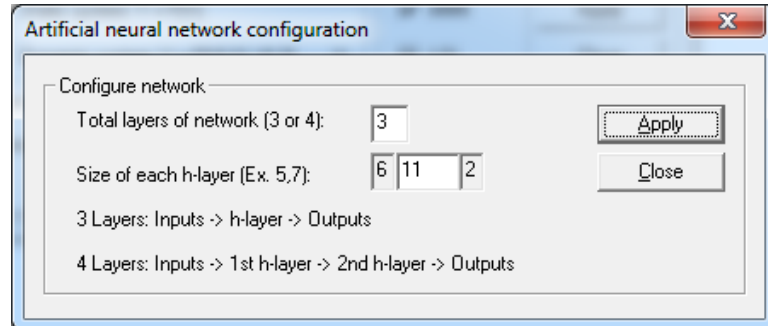 Artificial neural network configuration
Configure network
Total layers of network (3 or 4): 3 Apply
Size of each h-layer (Ex. 5,7): 6 11 2 Close
3 Layers: Inputs -> h-layer -> Outputs
4 Layers: Inputs -> 1st h-layer -> 2nd h-layer -> Outputs